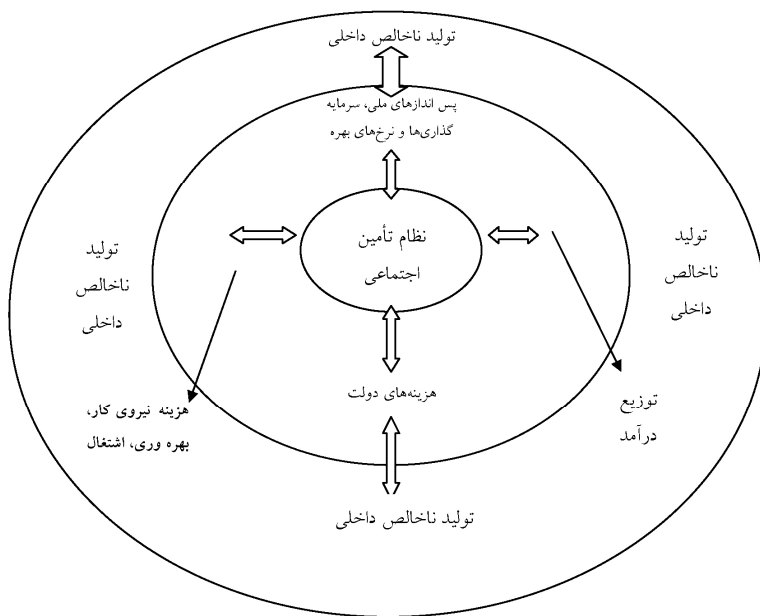 تولید ناخالص داخلی
پس اندازهای ملی، سرمایه
گذاری‌ها و نرخ‌های بهره
نظام تأمین
اجتماعی
تولید
ناخالص
داخلی
تولید
ناخالص
داخلی
هزینه‌های دولت
توزیع
درآمد
هزینه نیروی کار،
بهره وری، اشتغال
تولید ناخالص داخلی